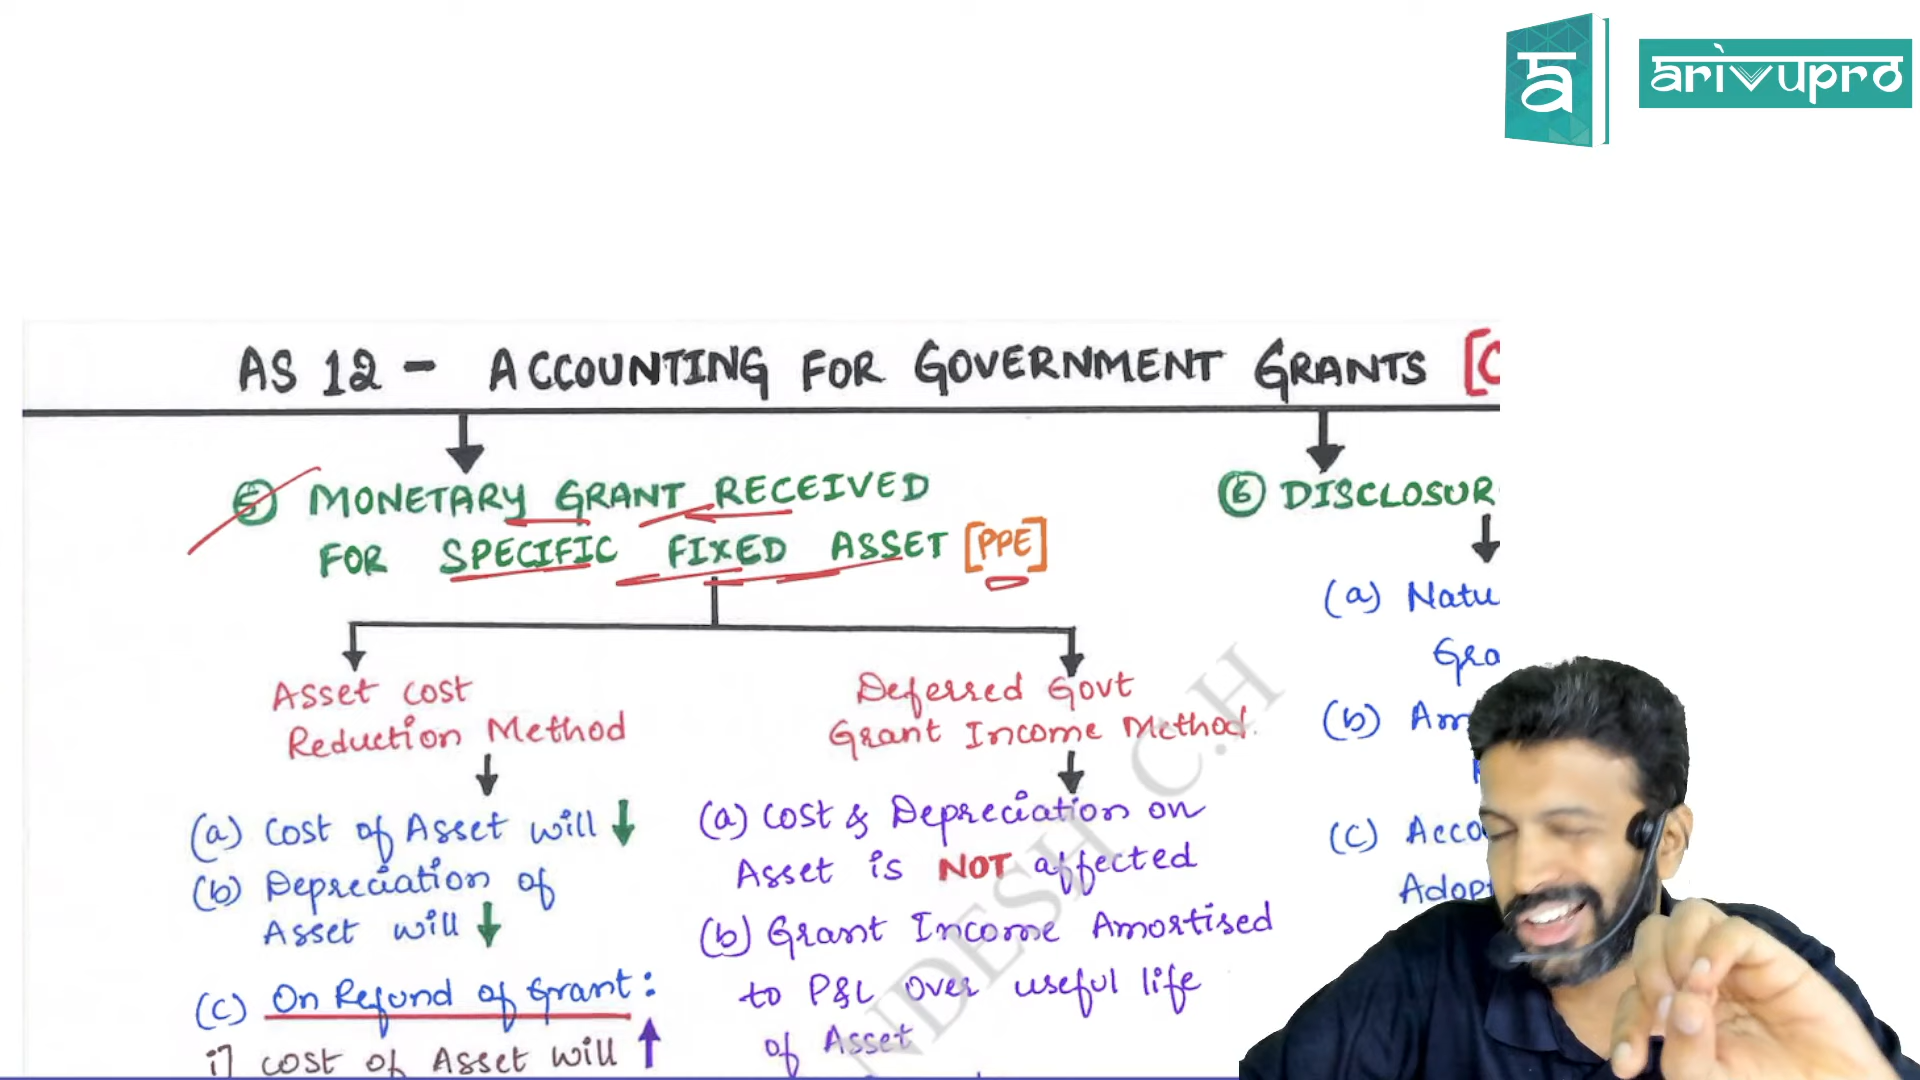 a arivupro
AS 12 - ACCOUNTING FOR GOVERNMENT GRANTS
⑤ MONETARY GRANT RECEIVED
FOR SPECIFIC FIXED ASSET [PPE]
Asset Cost
Reduction Method
(a) Cost of Asset will ↓
(b) Depreciation of
Asset will ↓
(c) On Refund of Grant:
i] cost of Asset will ↑
Deferred Govt
Grant Income Method.
(a) Cost & Depreciation on
Asset is NOT affected
(b) Grant Income Amortised
to P&L over useful life
of Asset
⑥ DISCLOSUR
(a) Natu
Gra
(b) Am
(c) Acco
Adop
NDESH C.H